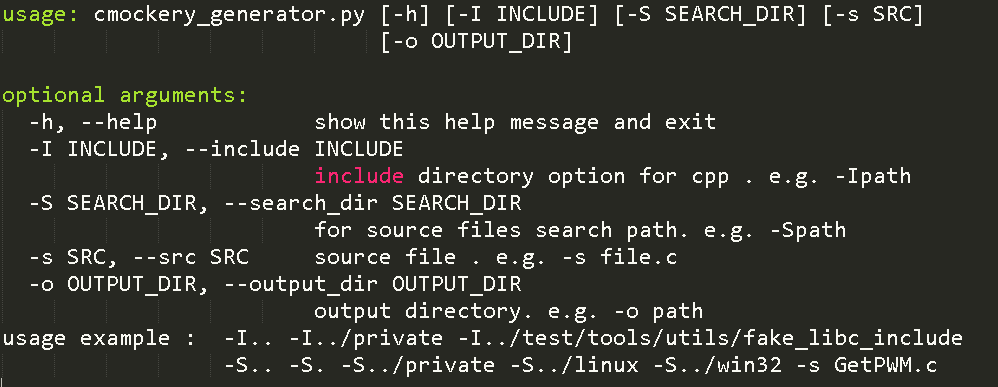 usage: cmockery_generator.py [-h] [-I INCLUDE] [-S SEARCH_DIR] [-s SRC]
[-o OUTPUT_DIR]
optional arguments:
-h, --help show this help message and exit
-I INCLUDE, --include INCLUDE
include directory option for cpp . e.g. -Ipath
-S SEARCH_DIR, --search_dir SEARCH_DIR
for source files search path. e.g. -Spath
-s SRC, --src SRC source file . e.g. -s file.c
-o OUTPUT_DIR, --output_dir OUTPUT_DIR
output directory. e.g. -o path
usage example : -I.. -I../private -I../test/tools/utils/fake_libc_include
-S.. -S. -S../private -S../linux -S../win32 -s GetPWM.c